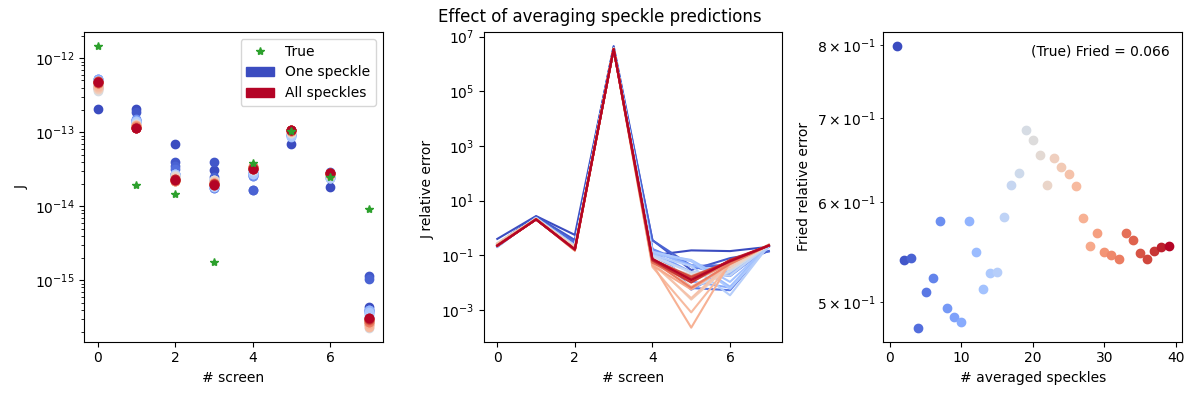 Effect of averaging speckle predictions
J
10⁻¹²
10⁻¹³
10⁻¹⁴
10⁻¹⁵
0
2
4
6
# screen
True
One speckle
All speckles
J relative error
10⁷
10⁵
10³
10¹
10⁻¹
10⁻³
0
2
4
6
# screen
Fried relative error
8 × 10⁻¹
7 × 10⁻¹
6 × 10⁻¹
5 × 10⁻¹
(True) Fried = 0.066
0
10
20
30
40
# averaged speckles